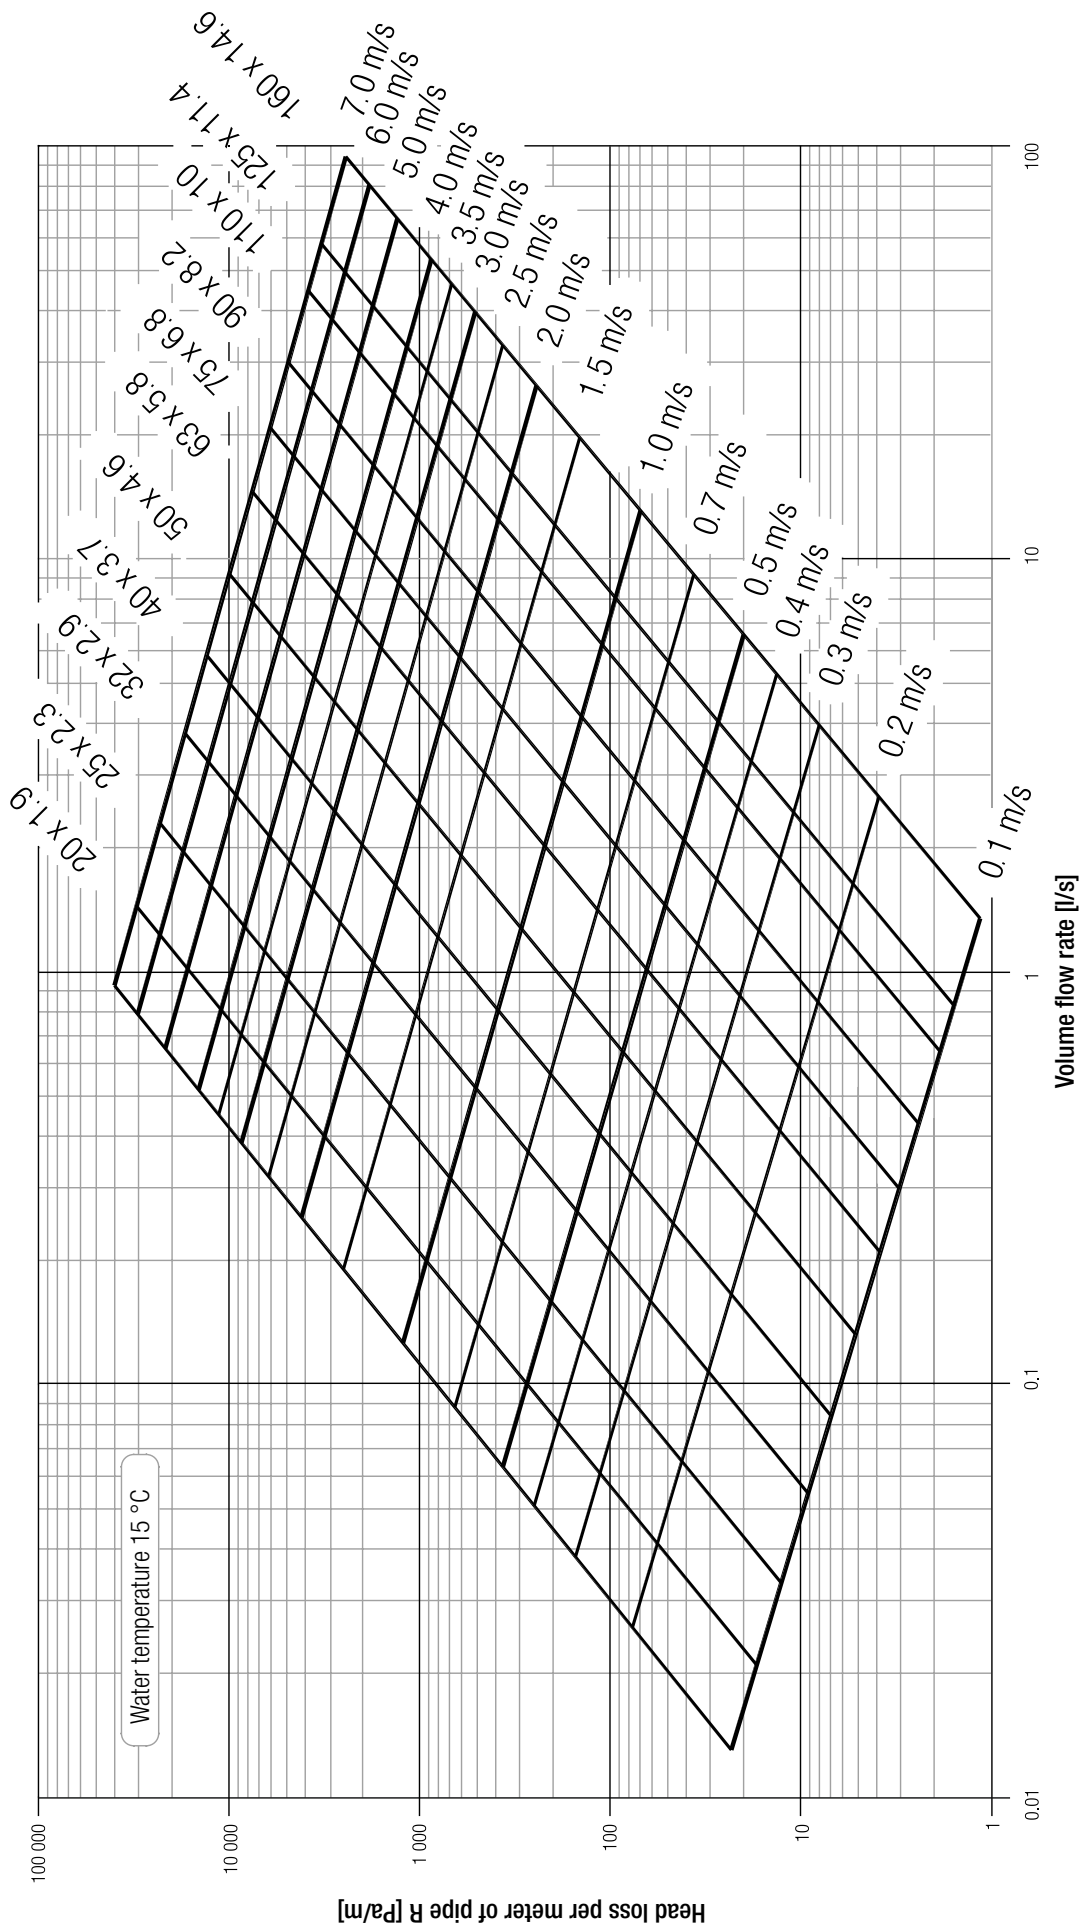 Water temperature 15 °C
20 x 1.9
25 x 2.3
32 x 2.9
40 x 3.7
50 x 4.6
63 x 5.8
75 x 6.8
90 x 8.2
110 x 10
125 x 11.4
160 x 14.6
7.0 m/s
6.0 m/s
5.0 m/s
4.0 m/s
3.5 m/s
3.0 m/s
2.5 m/s
2.0 m/s
1.5 m/s
1.0 m/s
0.7 m/s
0.5 m/s
0.4 m/s
0.3 m/s
0.2 m/s
0.1 m/s
Head loss per meter of pipe R [Pa/m]
100 000
10 000
1 000
100
10
1
0.01
0.1
1
10
100
Volume flow rate [l/s]